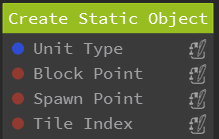 Create Static Object
Unit Type
Block Point
Spawn Point
Tile Index